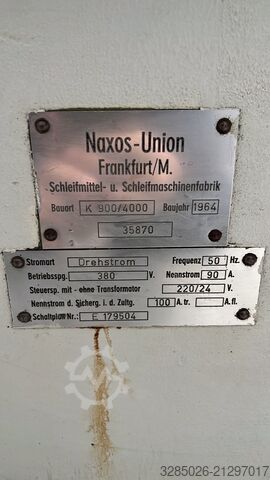 Naxos-Union
Frankfurt/M.
Schleifmittel- u. Schleifmaschinenfabrik
Bauart K 900/4000 Baujahr 1964
35870
Stromart Drehstrom Frequenz 50 Hz.
Betriebsspg. 380 V. Nennstrom 90 A.
Steuersp. mit - ohne Transformator 220/24 V.
Nennstrom d. Sicherg. i. d. Zultg. 100 A.tr. A.fl.
Schaltplan Nr. E 179504
3285026-21297017